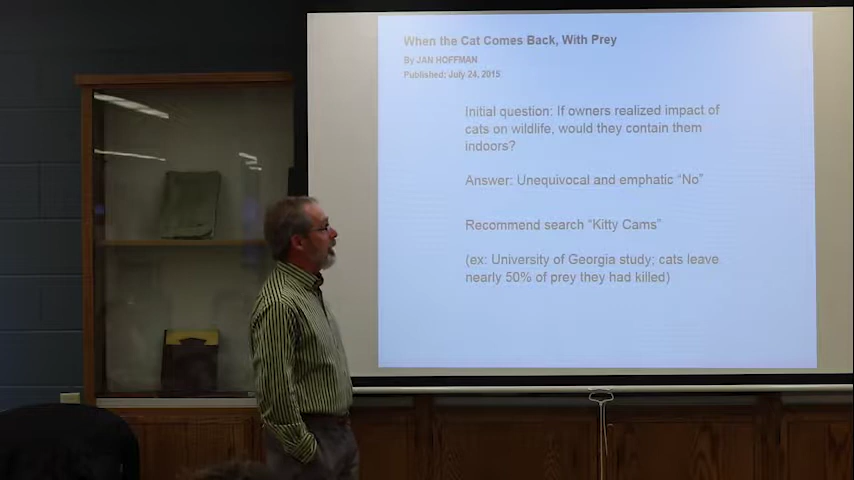 When the Cat Comes Back, With Prey
By JAN HOFFMAN
Published: July 24, 2015
Initial question: If owners realized impact of
cats on wildlife, would they contain them
indoors?
Answer: Unequivocal and emphatic “No”
Recommend search “Kitty Cams”
(ex: University of Georgia study; cats leave
nearly 50% of prey they had killed)